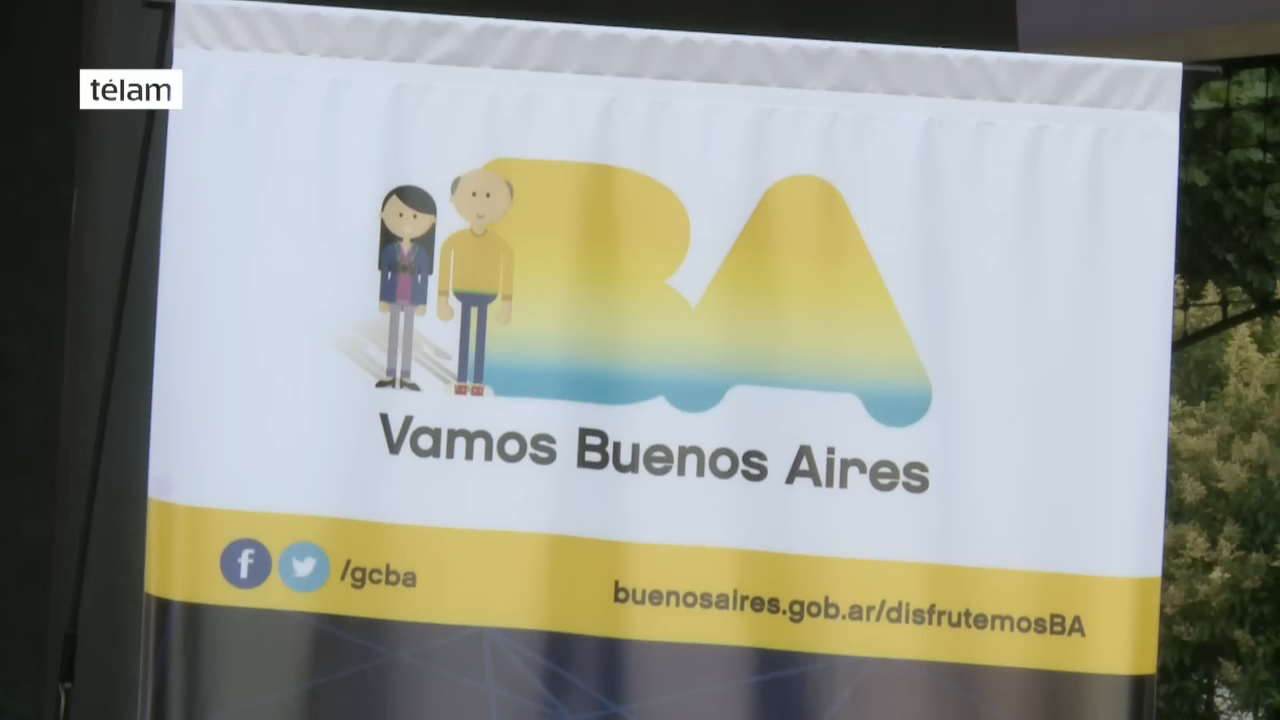 télam
BA
Vamos Buenos Aires
f /gcba
buenosaires.gob.ar/disfrutemosBA